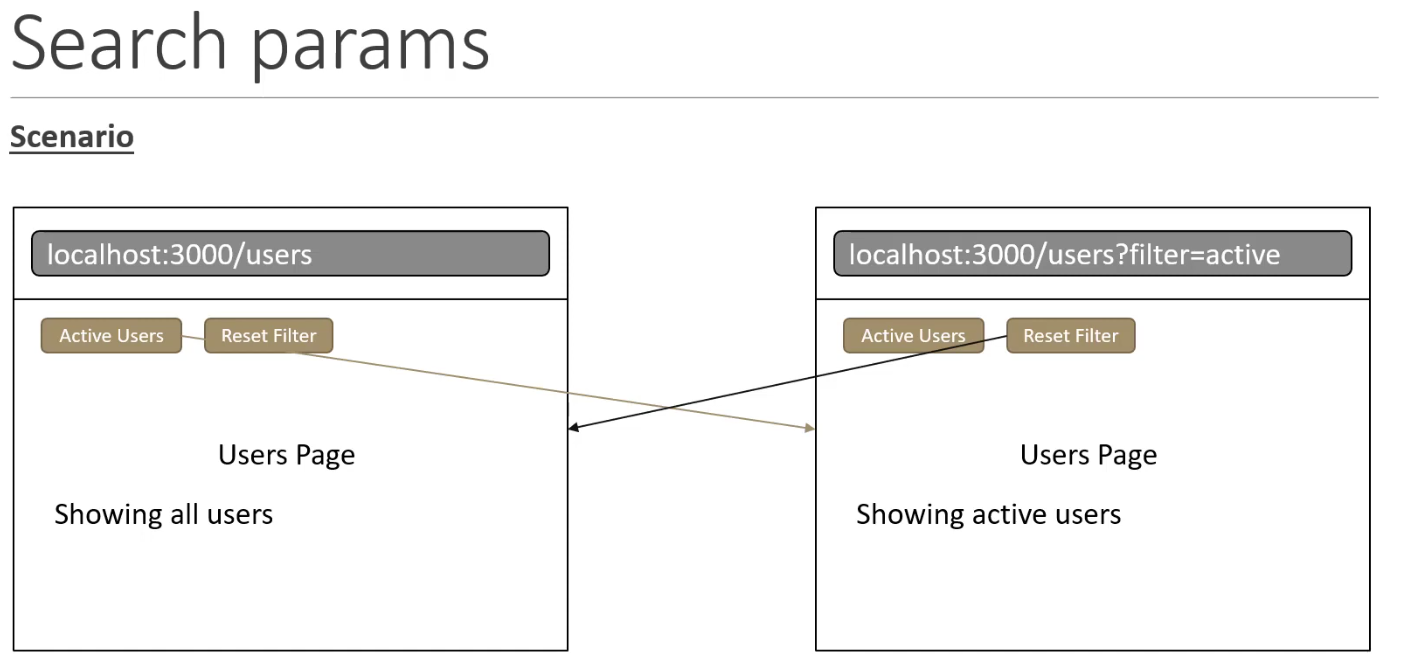 Search params
Scenario
localhost:3000/users
Active Users
Reset Filter
Users Page
Showing all users
localhost:3000/users?filter=active
Active Users
Reset Filter
Users Page
Showing active users